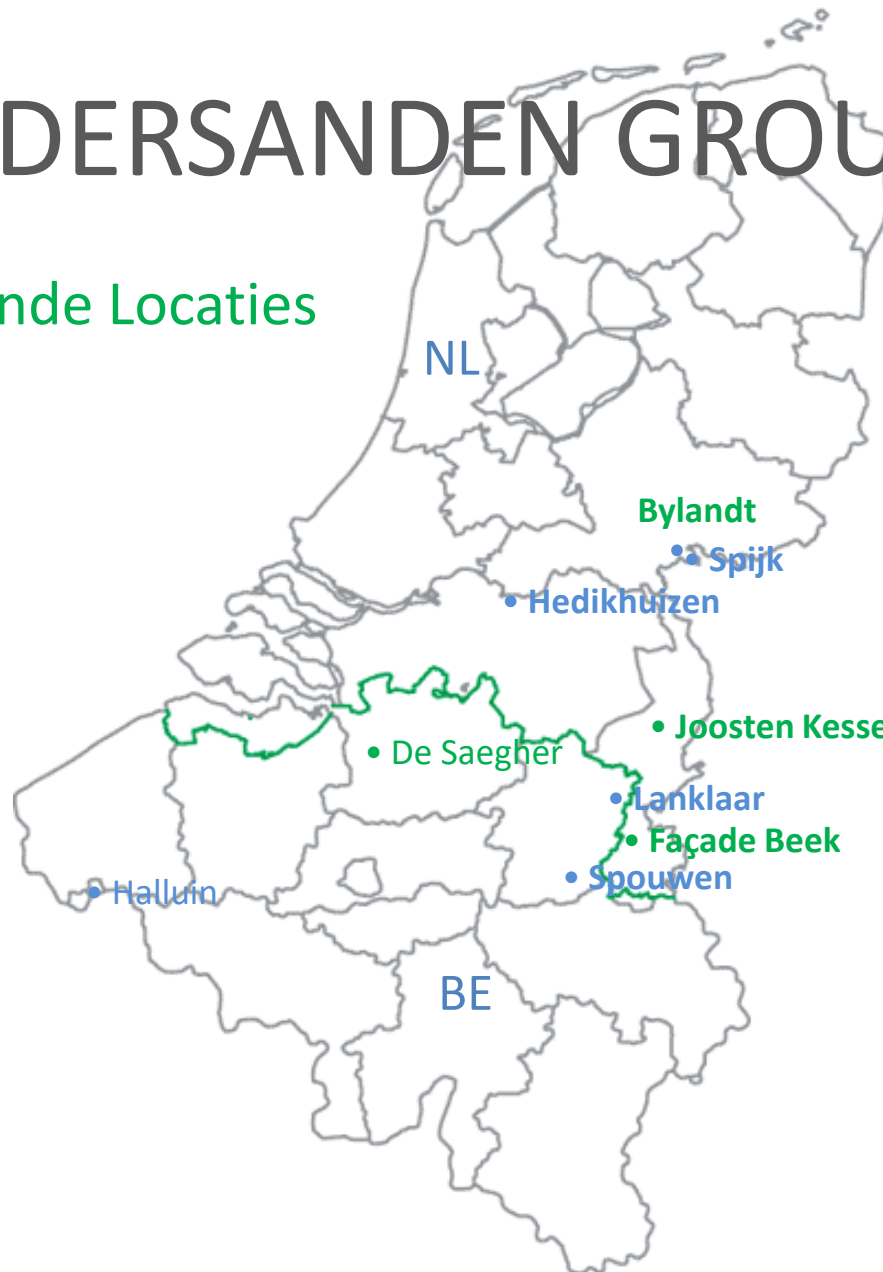 DERSANDEN GROU
nde Locaties
NL
Bylandt
• Spijk
• Hedikhuizen
• Joosten Kesse
• De Saegher
• Lanklaar
• Façade Beek
• Spouwen
• Halluin
BE